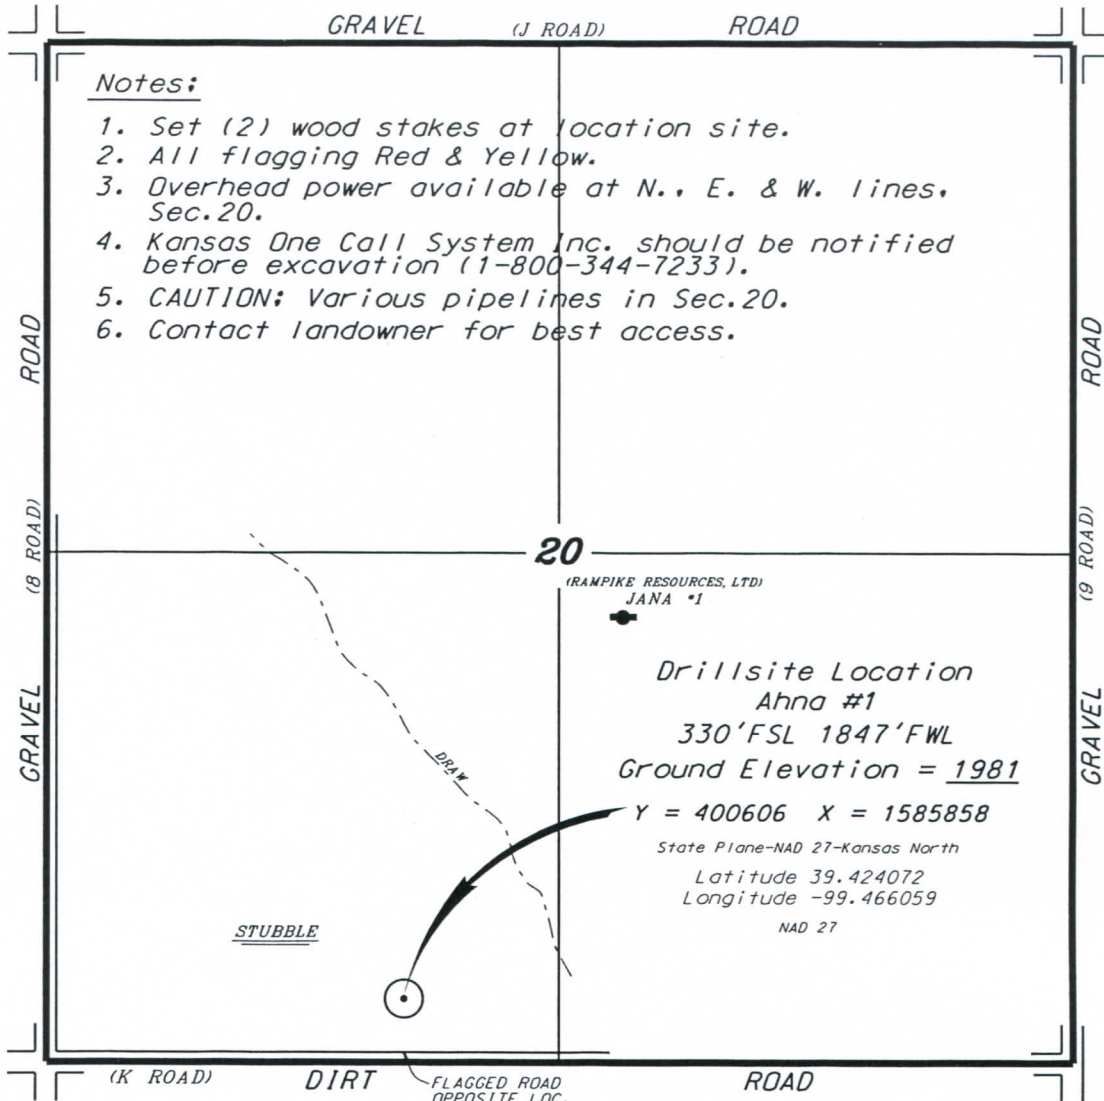 GRAVEL (J ROAD) ROAD
Notes:
1. Set (2) wood stakes at location site.
2. All flagging Red & Yellow.
3. Overhead power available at N., E. & W. lines,
Sec.20.
4. Kansas One Call System Inc. should be notified
before excavation (1-800-344-7233).
5. CAUTION: Various pipelines in Sec.20.
6. Contact landowner for best access.
ROAD
(8 ROAD)
GRAVEL
ROAD
(9 ROAD)
GRAVEL
20
(RAMPIKE RESOURCES, LTD)
JANA #1
Drillsite Location
Ahna #1
330'FSL 1847'FWL
Ground Elevation = 1981
Y = 400606 X = 1585858
State Plane-NAD 27-Kansas North
Latitude 39.424072
Longitude -99.466059
NAD 27
DRAW
STUBBLE
(K ROAD) DIRT ROAD
FLAGGED ROAD
OPPOSITE LOC.